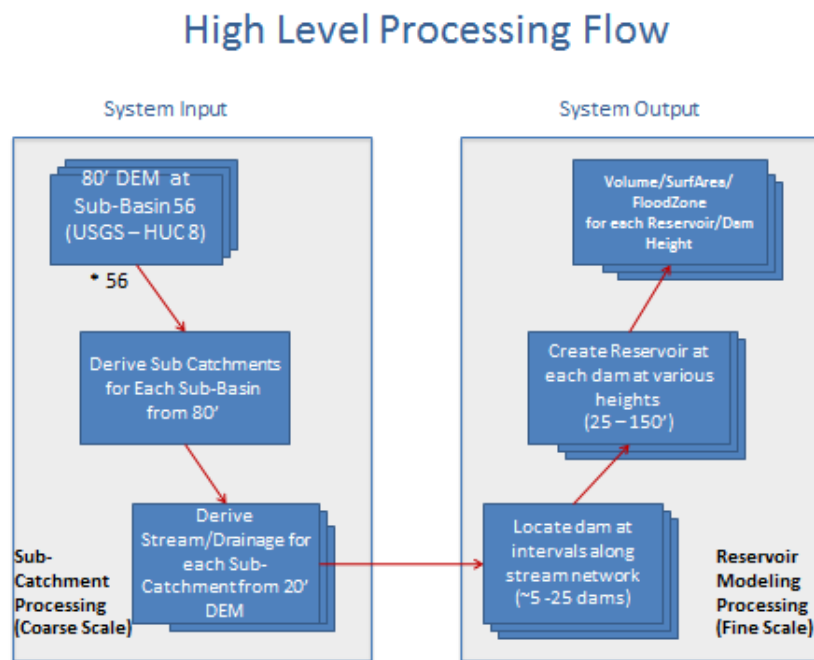 High Level Processing Flow
System Input
80' DEM at
Sub-Basin 56
(USGS – HUC 8)
* 56
Derive Sub Catchments
for Each Sub-Basin
from 80'
Derive
Stream/Drainage for
each Sub-
Catchment from 20'
DEM
Sub-
Catchment
Processing
(Coarse Scale)
System Output
Volume/SurfArea/
FloodZone
for each Reservoir/Dam
Height
Create Reservoir at
each dam at various
heights
(25 – 150')
Locate dam at
intervals along
stream network
(~5 -25 dams)
Reservoir
Modeling
Processing
(Fine Scale)